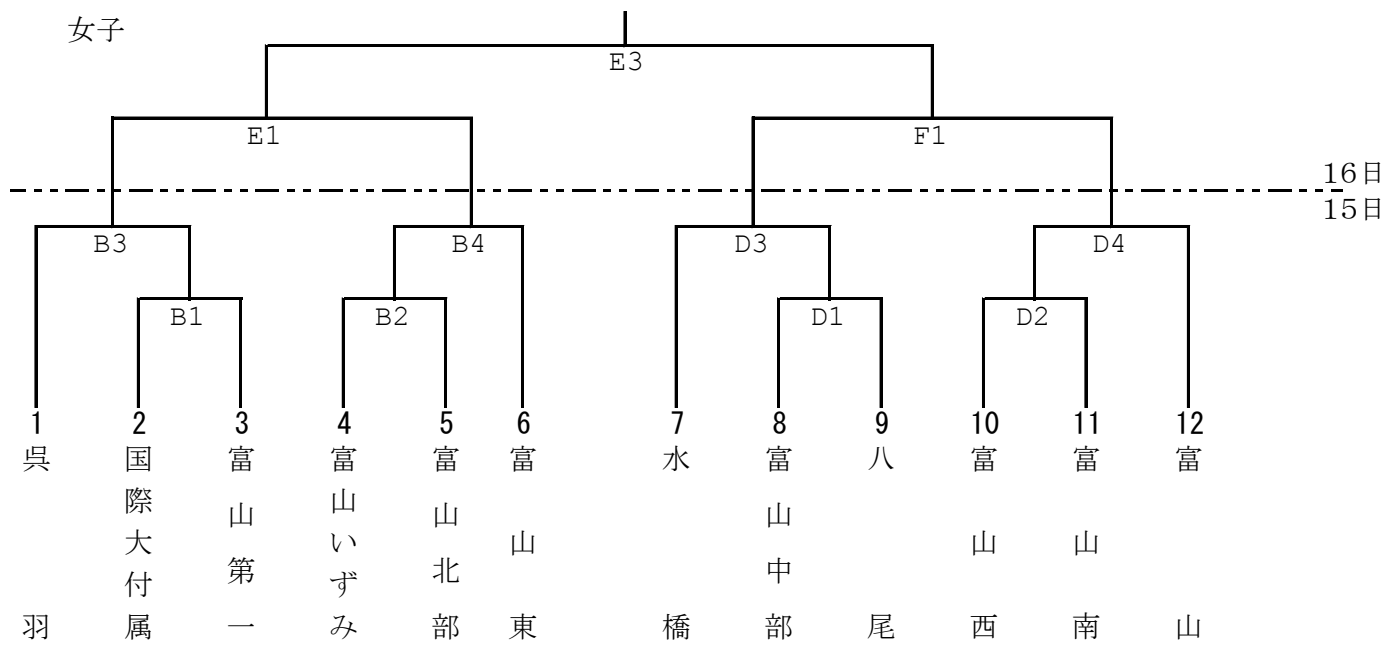 女子
E3
E1
F1
16日
15日
B3
B4
D3
D4
B1
B2
D1
D2
1 呉羽
2 国際大付属
3 富山第一
4 富山いずみ
5 富山北部
6 富山東
7 水橋
8 富山中部
9 八尾
10 富山西
11 富山南
12 富山